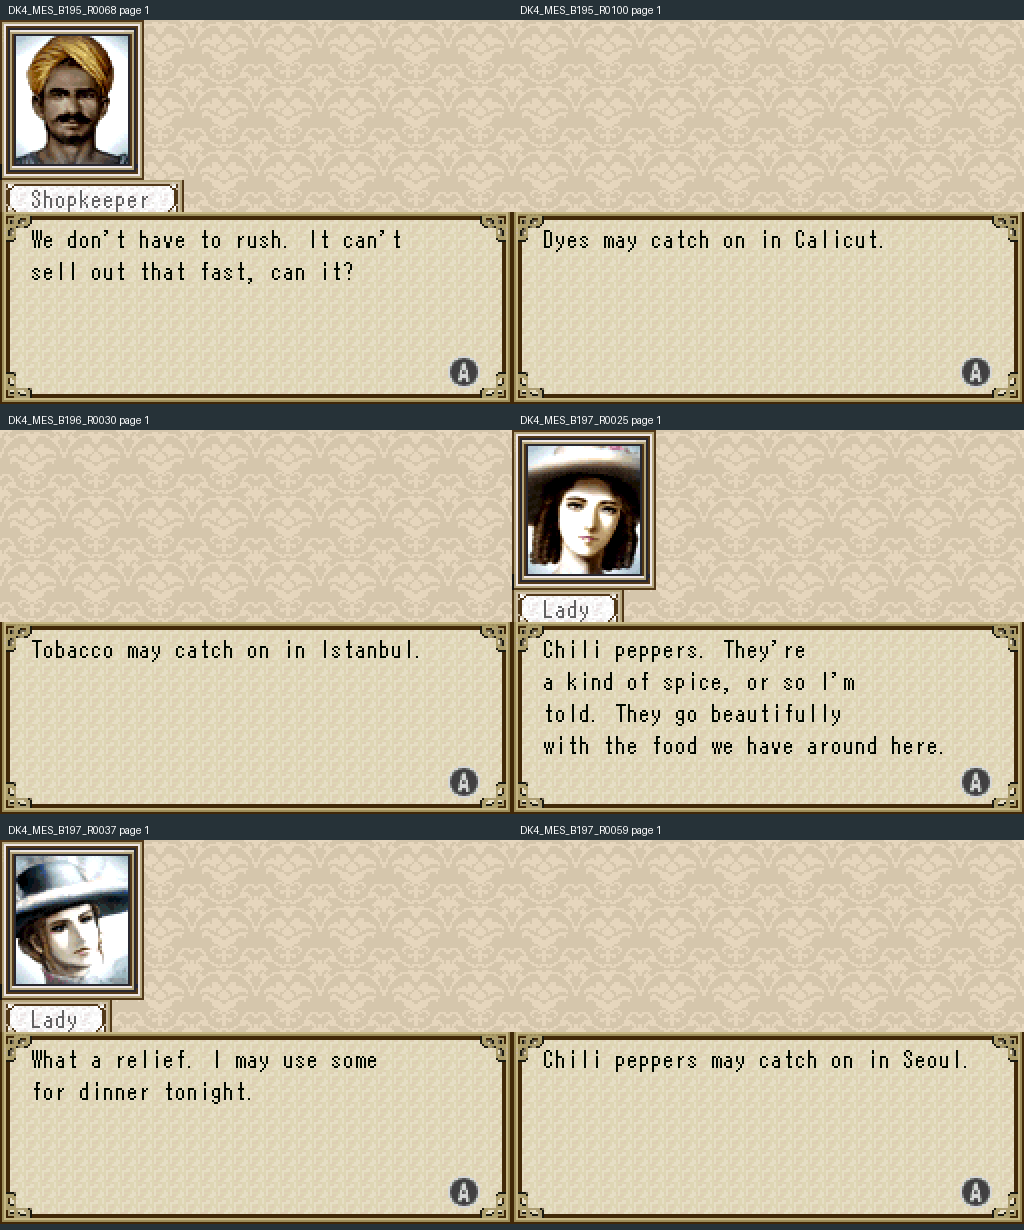 DK4_MES_B195_R0068 page 1
Shopkeeper
We don't have to rush. It can't
sell out that fast, can it?
A
DK4_MES_B195_R0100 page 1
Dyes may catch on in Calicut.
A
DK4_MES_B196_R0030 page 1
Tobacco may catch on in Istanbul.
A
DK4_MES_B197_R0025 page 1
Lady
Chili peppers. They're
a kind of spice, or so I'm
told. They go beautifully
with the food we have around here.
A
DK4_MES_B197_R0037 page 1
Lady
What a relief. I may use some
for dinner tonight.
A
DK4_MES_B197_R0059 page 1
Chili peppers may catch on in Seoul.
A